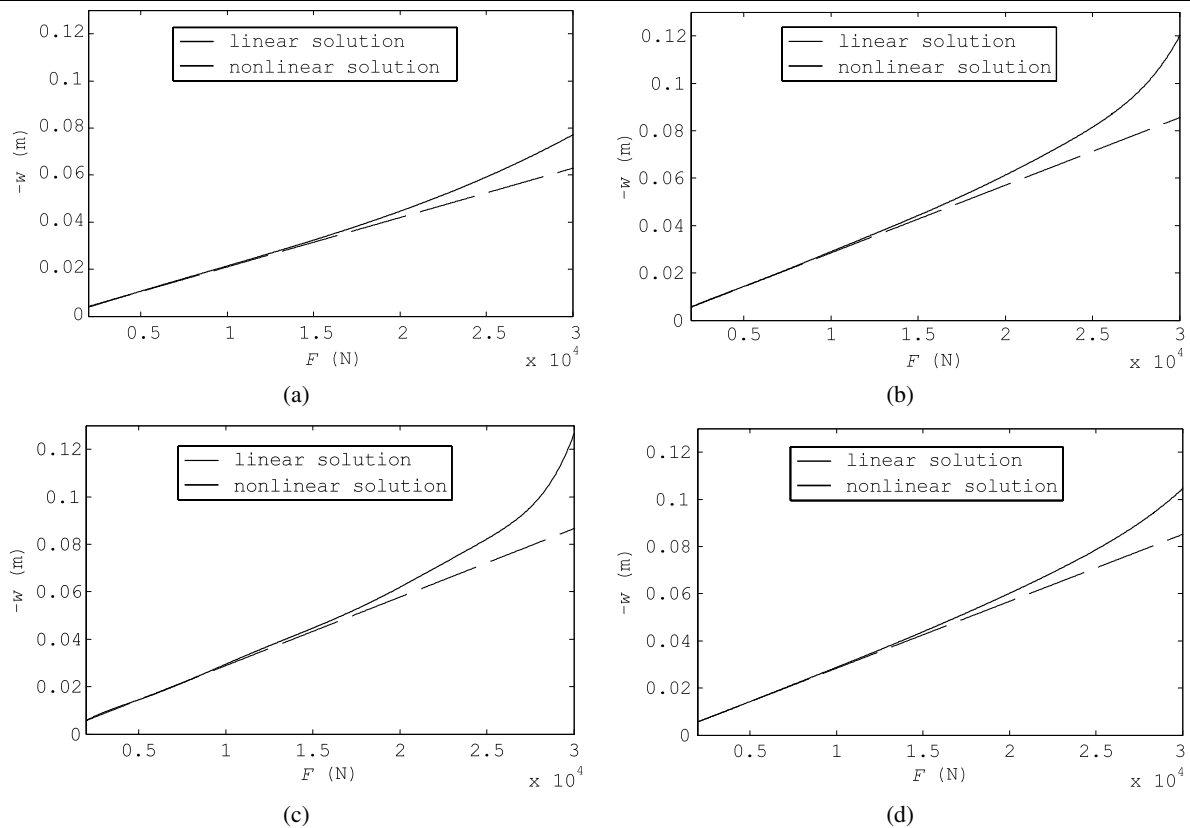 linear solution
nonlinear solution
0.12
0.1
0.08
0.06
0.04
0.02
0
-w (m)
0.5 1 1.5 2 2.5 3
F (N)
x 10^4
(a)
linear solution
nonlinear solution
0.12
0.1
0.08
0.06
0.04
0.02
0
-w (m)
0.5 1 1.5 2 2.5 3
F (N)
x 10^4
(b)
linear solution
nonlinear solution
0.12
0.1
0.08
0.06
0.04
0.02
0
-w (m)
0.5 1 1.5 2 2.5 3
F (N)
x 10^4
(c)
linear solution
nonlinear solution
0.12
0.1
0.08
0.06
0.04
0.02
0
-w (m)
0.5 1 1.5 2 2.5 3
F (N)
x 10^4
(d)